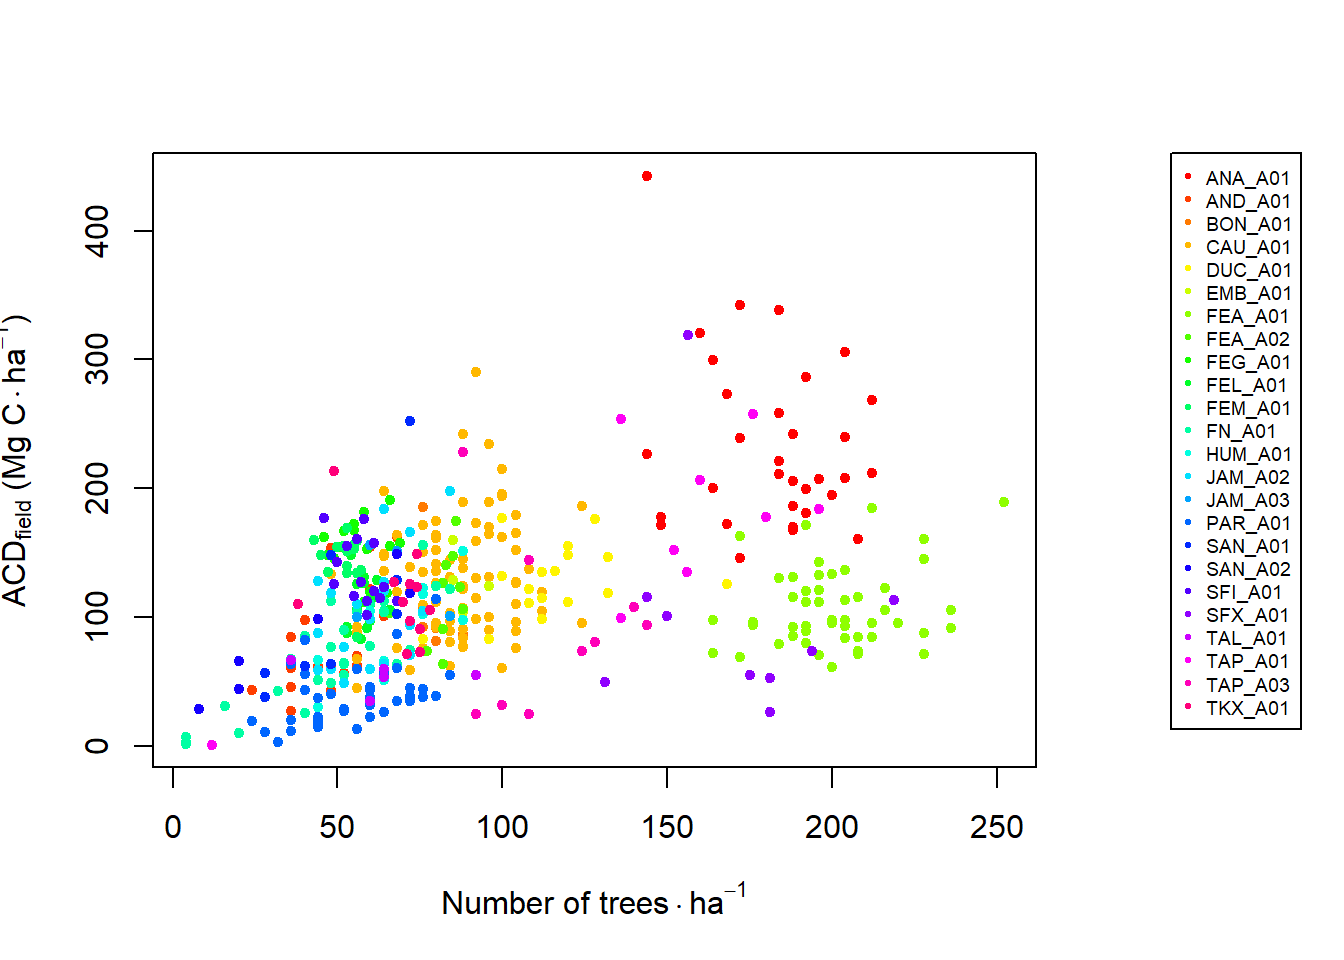 ACD_field (Mg C · ha⁻¹)
400
300
200
100
0
0 50 100 150 200 250
Number of trees · ha⁻¹
ANA_A01
AND_A01
BON_A01
CAU_A01
DUC_A01
EMB_A01
FEA_A01
FEA_A02
FEG_A01
FEL_A01
FEM_A01
FN_A01
HUM_A01
JAM_A02
JAM_A03
PAR_A01
SAN_A01
SAN_A02
SFI_A01
SFX_A01
TAL_A01
TAP_A01
TAP_A03
TKX_A01